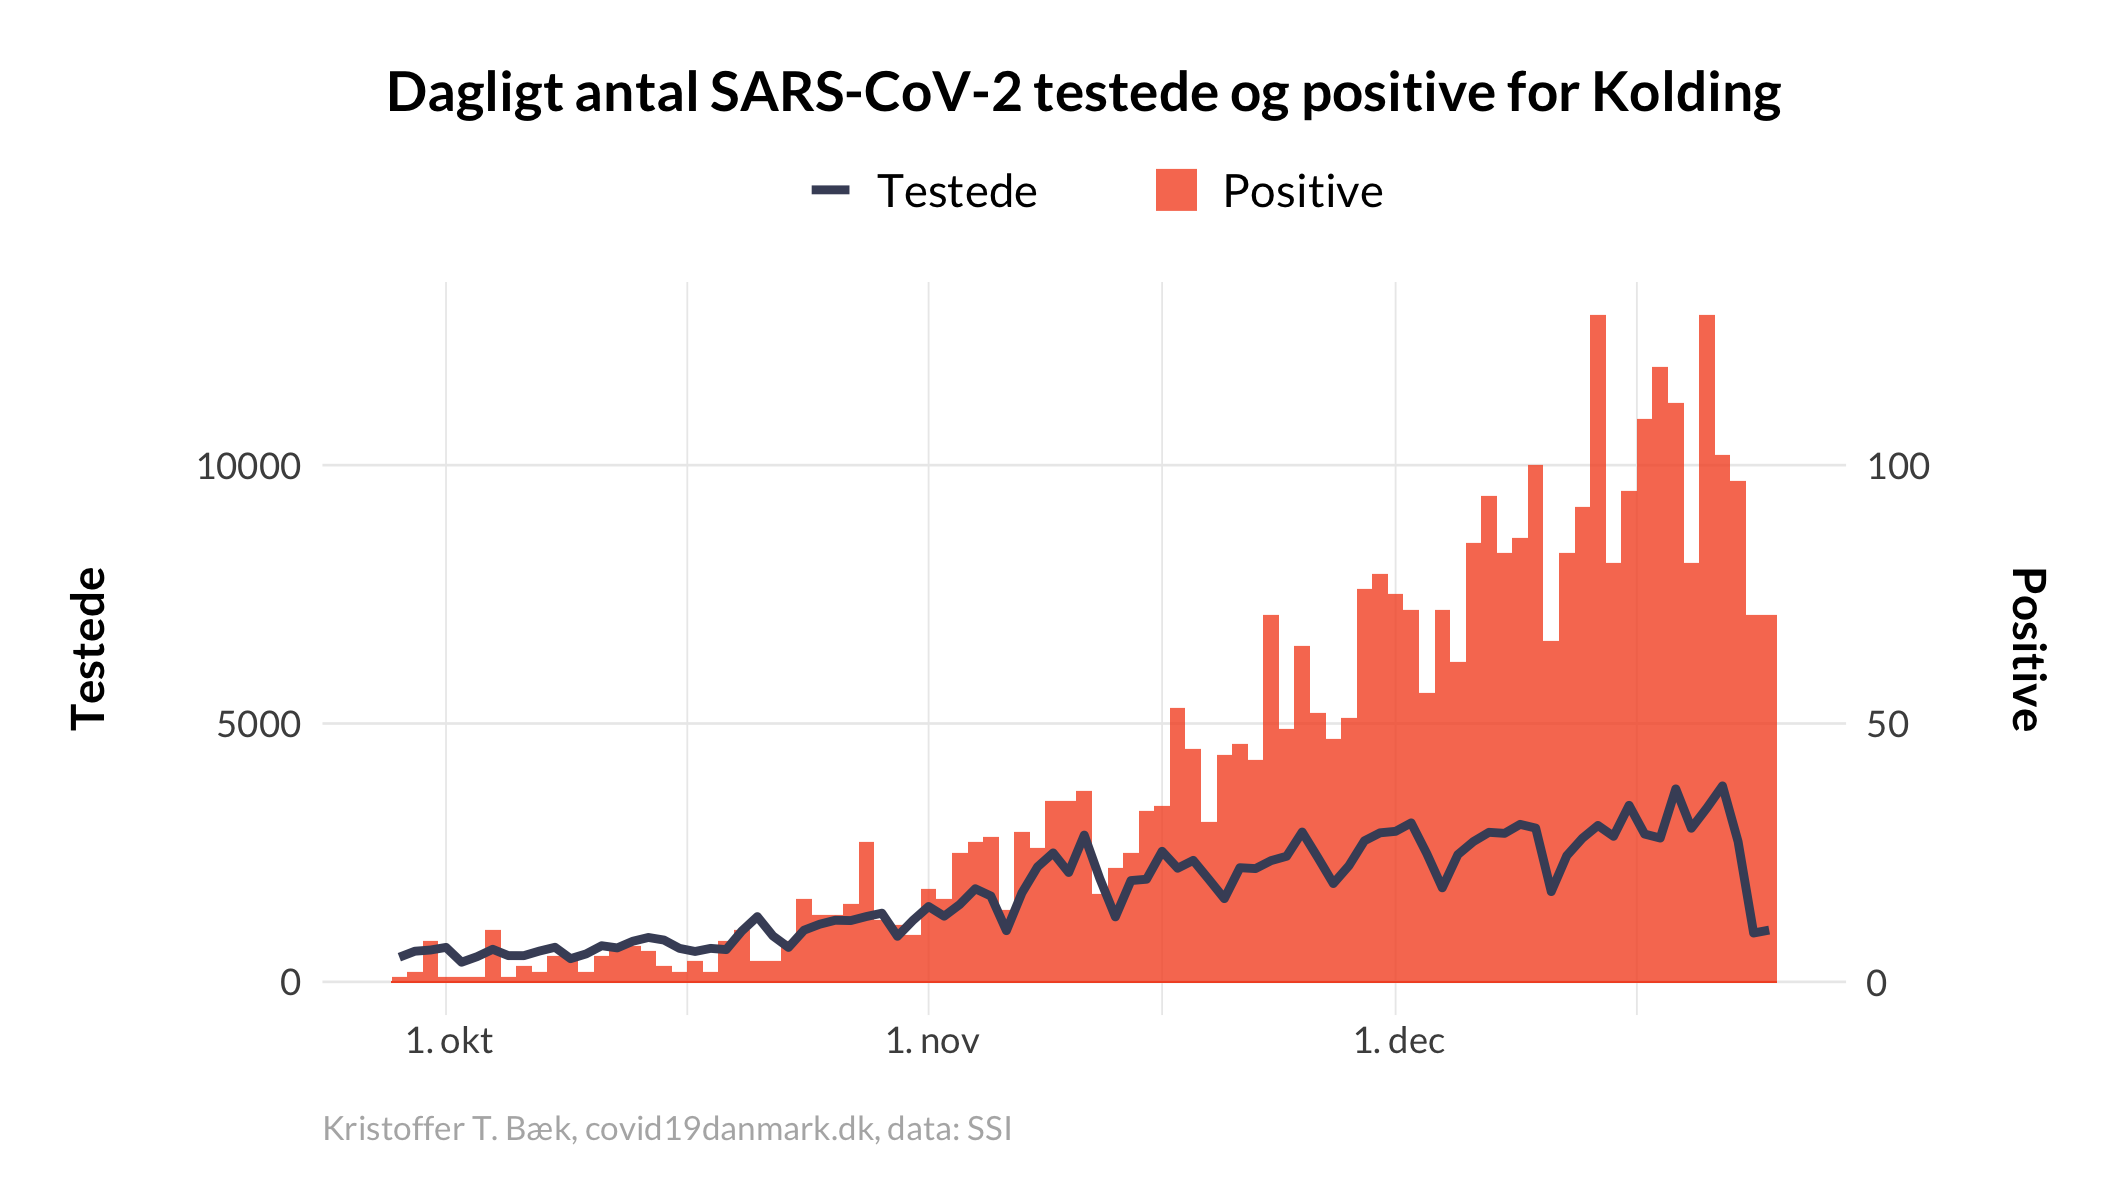 Dagligt antal SARS-CoV-2 testede og positive for Kolding
Testede Positive
10000 100
5000 50
0 0
Testede
Positive
1. okt 1. nov 1. dec
Kristoffer T. Bæk, covid19danmark.dk, data: SSI